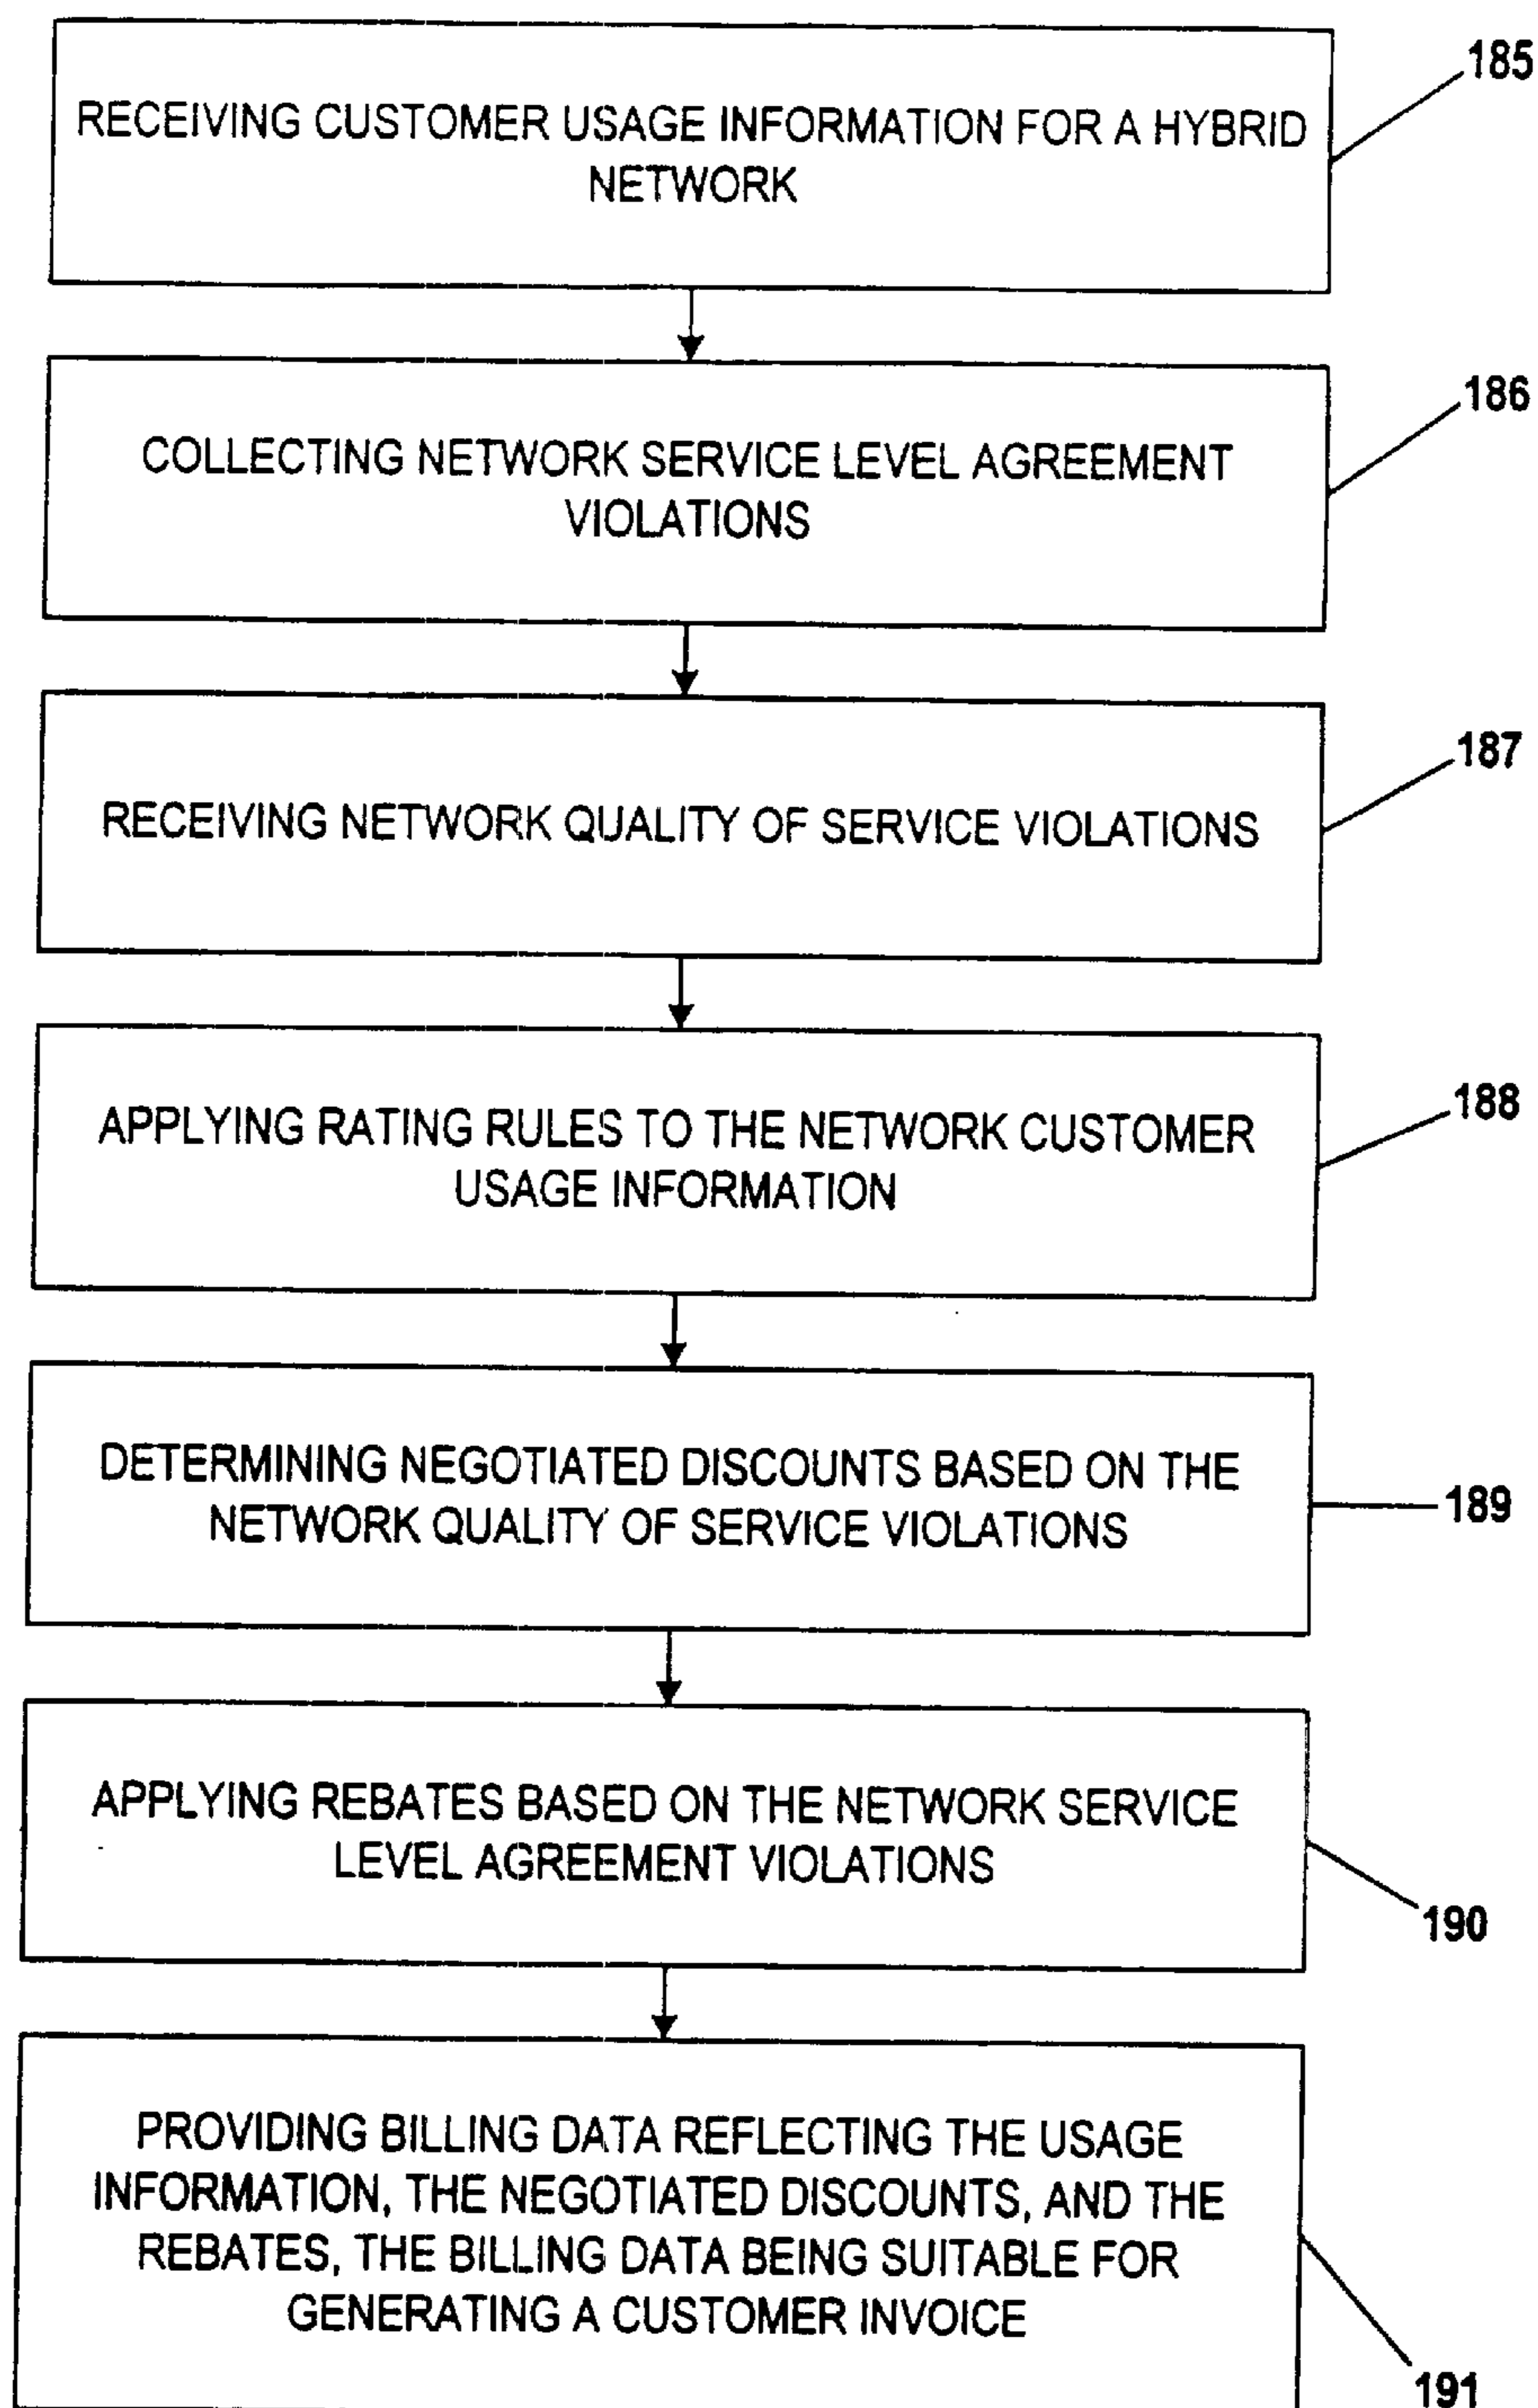 RECEIVING CUSTOMER USAGE INFORMATION FOR A HYBRID
NETWORK
185
COLLECTING NETWORK SERVICE LEVEL AGREEMENT
VIOLATIONS
186
RECEIVING NETWORK QUALITY OF SERVICE VIOLATIONS
187
APPLYING RATING RULES TO THE NETWORK CUSTOMER
USAGE INFORMATION
188
DETERMINING NEGOTIATED DISCOUNTS BASED ON THE
NETWORK QUALITY OF SERVICE VIOLATIONS
189
APPLYING REBATES BASED ON THE NETWORK SERVICE
LEVEL AGREEMENT VIOLATIONS
190
PROVIDING BILLING DATA REFLECTING THE USAGE
INFORMATION, THE NEGOTIATED DISCOUNTS, AND THE
REBATES, THE BILLING DATA BEING SUITABLE FOR
GENERATING A CUSTOMER INVOICE
191